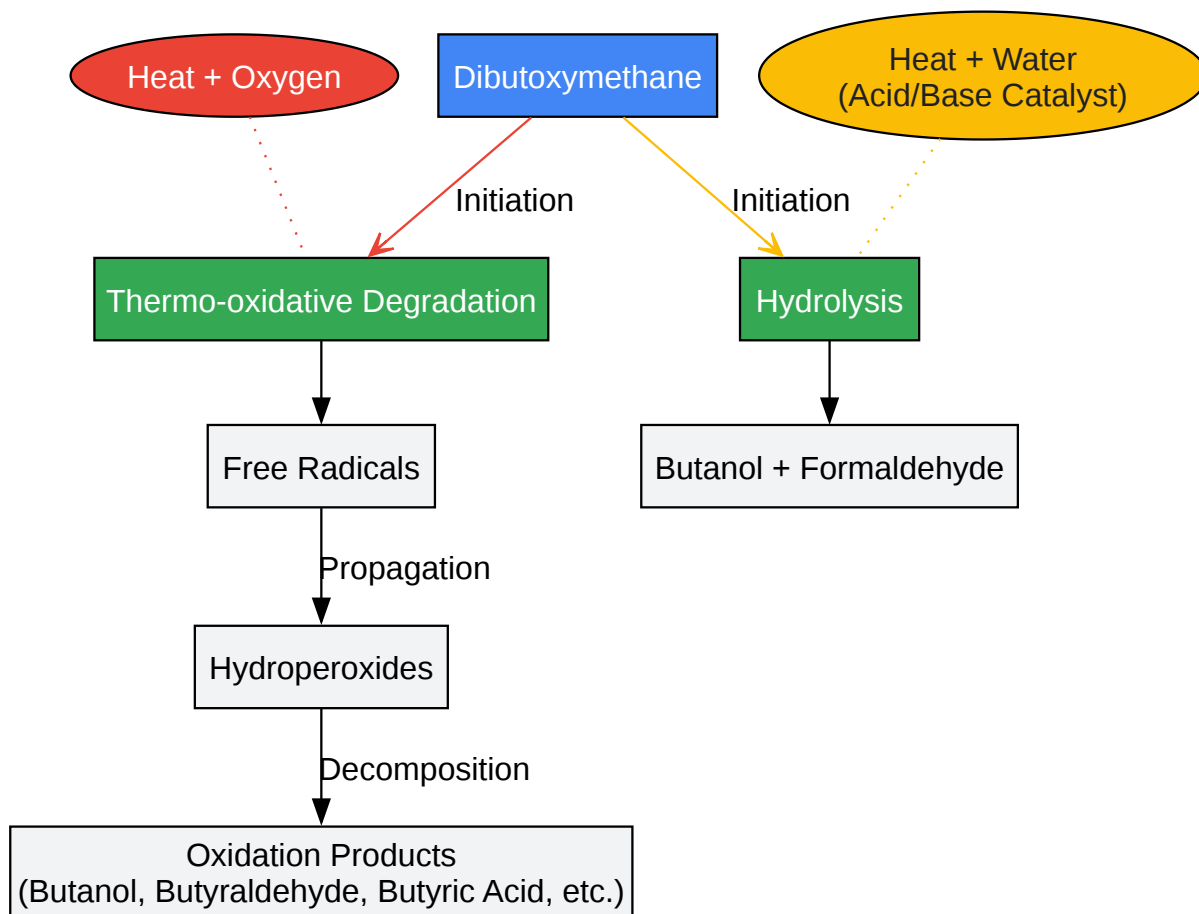 Heat + Oxygen
Dibutoxymethane
Heat + Water
(Acid/Base Catalyst)
Initiation
Initiation
Thermo-oxidative Degradation
Hydrolysis
Free Radicals
Butanol + Formaldehyde
Propagation
Hydroperoxides
Decomposition
Oxidation Products
(Butanol, Butyraldehyde, Butyric Acid, etc.)